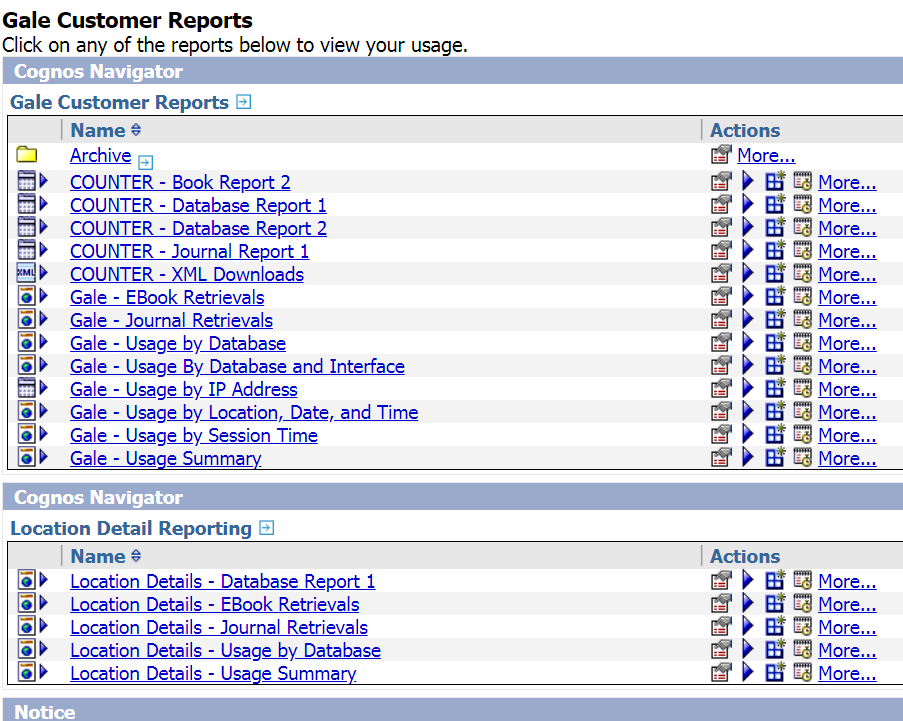 Gale Customer Reports
Click on any of the reports below to view your usage.
Cognos Navigator
Gale Customer Reports
Name Actions
Archive More...
COUNTER - Book Report 2 More...
COUNTER - Database Report 1 More...
COUNTER - Database Report 2 More...
COUNTER - Journal Report 1 More...
XML COUNTER - XML Downloads More...
Gale - EBook Retrievals More...
Gale - Journal Retrievals More...
Gale - Usage by Database More...
Gale - Usage By Database and Interface More...
Gale - Usage by IP Address More...
Gale - Usage by Location, Date, and Time More...
Gale - Usage by Session Time More...
Gale - Usage Summary More...
Cognos Navigator
Location Detail Reporting
Name Actions
Location Details - Database Report 1 More...
Location Details - EBook Retrievals More...
Location Details - Journal Retrievals More...
Location Details - Usage by Database More...
Location Details - Usage Summary More...
Notice